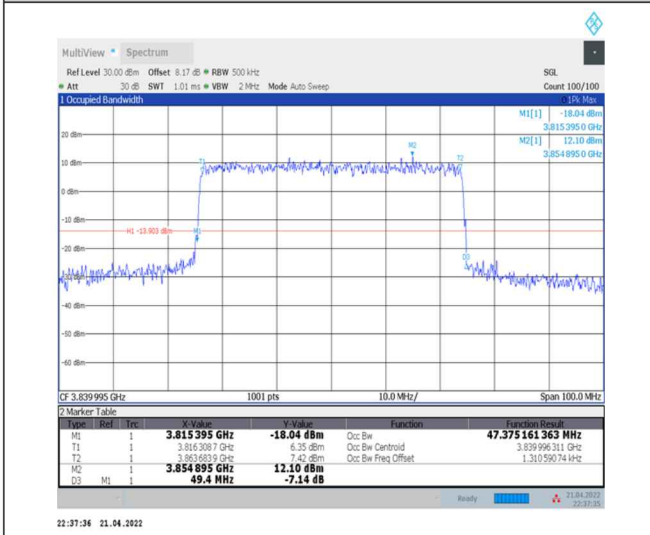 MultiView Spectrum
Ref Level 30.00 dBm Offset 8.17 dB RBW 500 kHz SGL
Att 30 dB SWT 1.01 ms VBW 2 MHz Mode Auto Sweep Count 100/100
1 Occupied Bandwidth 1Pk Max
M1[1] -18.04 dBm
3.815395 0 GHz
20 dBm
M2[1] 12.10 dBm
3.854895 0 GHz
M2
T1 T2
10 dBm
0 dBm
-10 dBm
H1 -13.903 dBm M1
-20 dBm
D3
-30 dBm
-40 dBm
-50 dBm
-60 dBm
CF 3.839 995 GHz 1001 pts 10.0 MHz/ Span 100.0 MHz
2 Marker Table
Type Ref Trc X-Value Y-Value Function Function Result
M1 1 3.815395 GHz -18.04 dBm Occ Bw 47.375 161 363 MHz
T1 1 3.816 308 7 GHz 6.35 dBm Occ Bw Centroid 3.839 996 311 GHz
T2 1 3.863 683 9 GHz 7.42 dBm Occ Bw Freq Offset 1.310 590 74 kHz
M2 1 3.854 895 GHz 12.10 dBm
D3 M1 1 49.4 MHz -7.14 dB
Ready 21.04.2022
22:37:35
22:37:36 21.04.2022